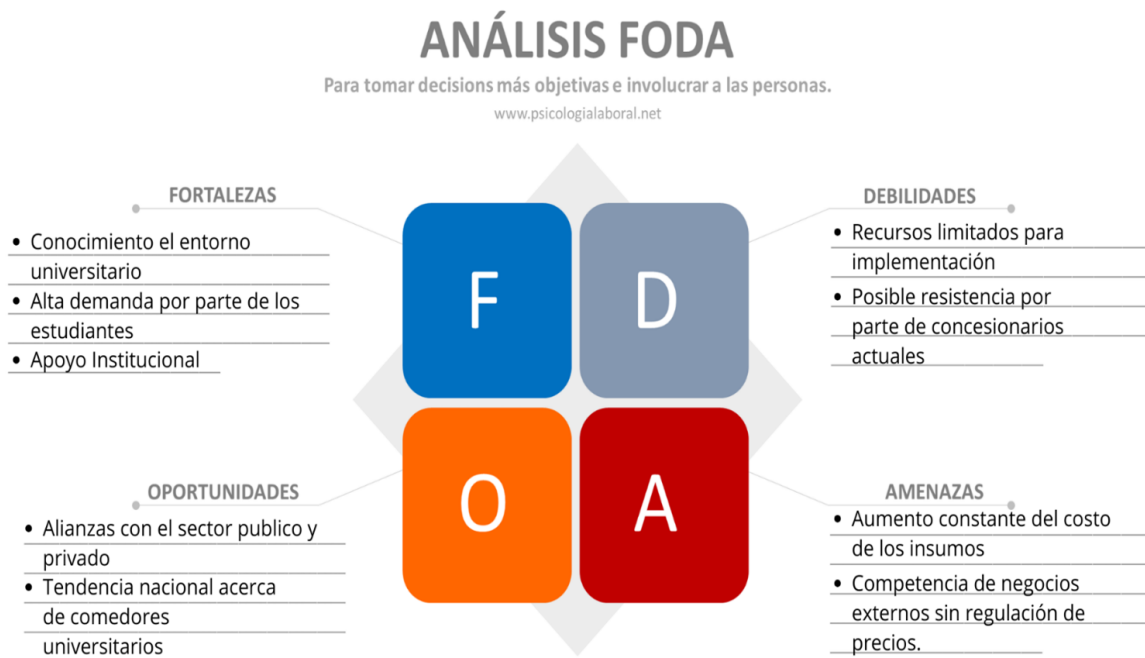 ANÁLISIS FODA
Para tomar decisions más objetivas e involucrar a las personas.
www.psicologialaboral.net
FORTALEZAS
• Conocimiento el entorno
universitario
• Alta demanda por parte de los
estudiantes
• Apoyo Institucional
DEBILIDADES
• Recursos limitados para
implementación
• Posible resistencia por
parte de concesionarios
actuales
F
D
O
A
OPORTUNIDADES
• Alianzas con el sector publico y
privado
• Tendencia nacional acerca
de comedores
universitarios
AMENAZAS
• Aumento constante del costo
de los insumos
• Competencia de negocios
externos sin regulación de
precios.